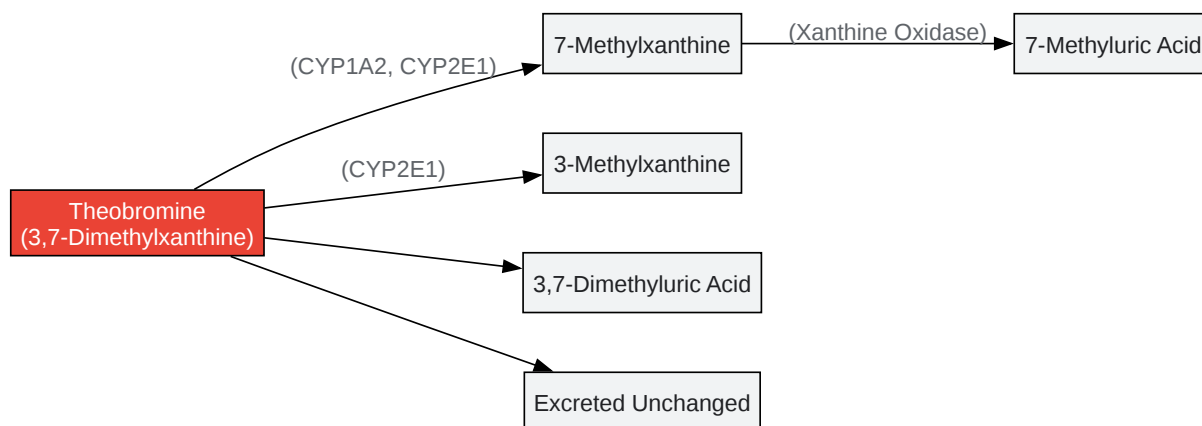 7-Methylxanthine
(Xanthine Oxidase)
7-Methyluric Acid
(CYP1A2, CYP2E1)
3-Methylxanthine
(CYP2E1)
Theobromine
(3,7-Dimethylxanthine)
3,7-Dimethyluric Acid
Excreted Unchanged